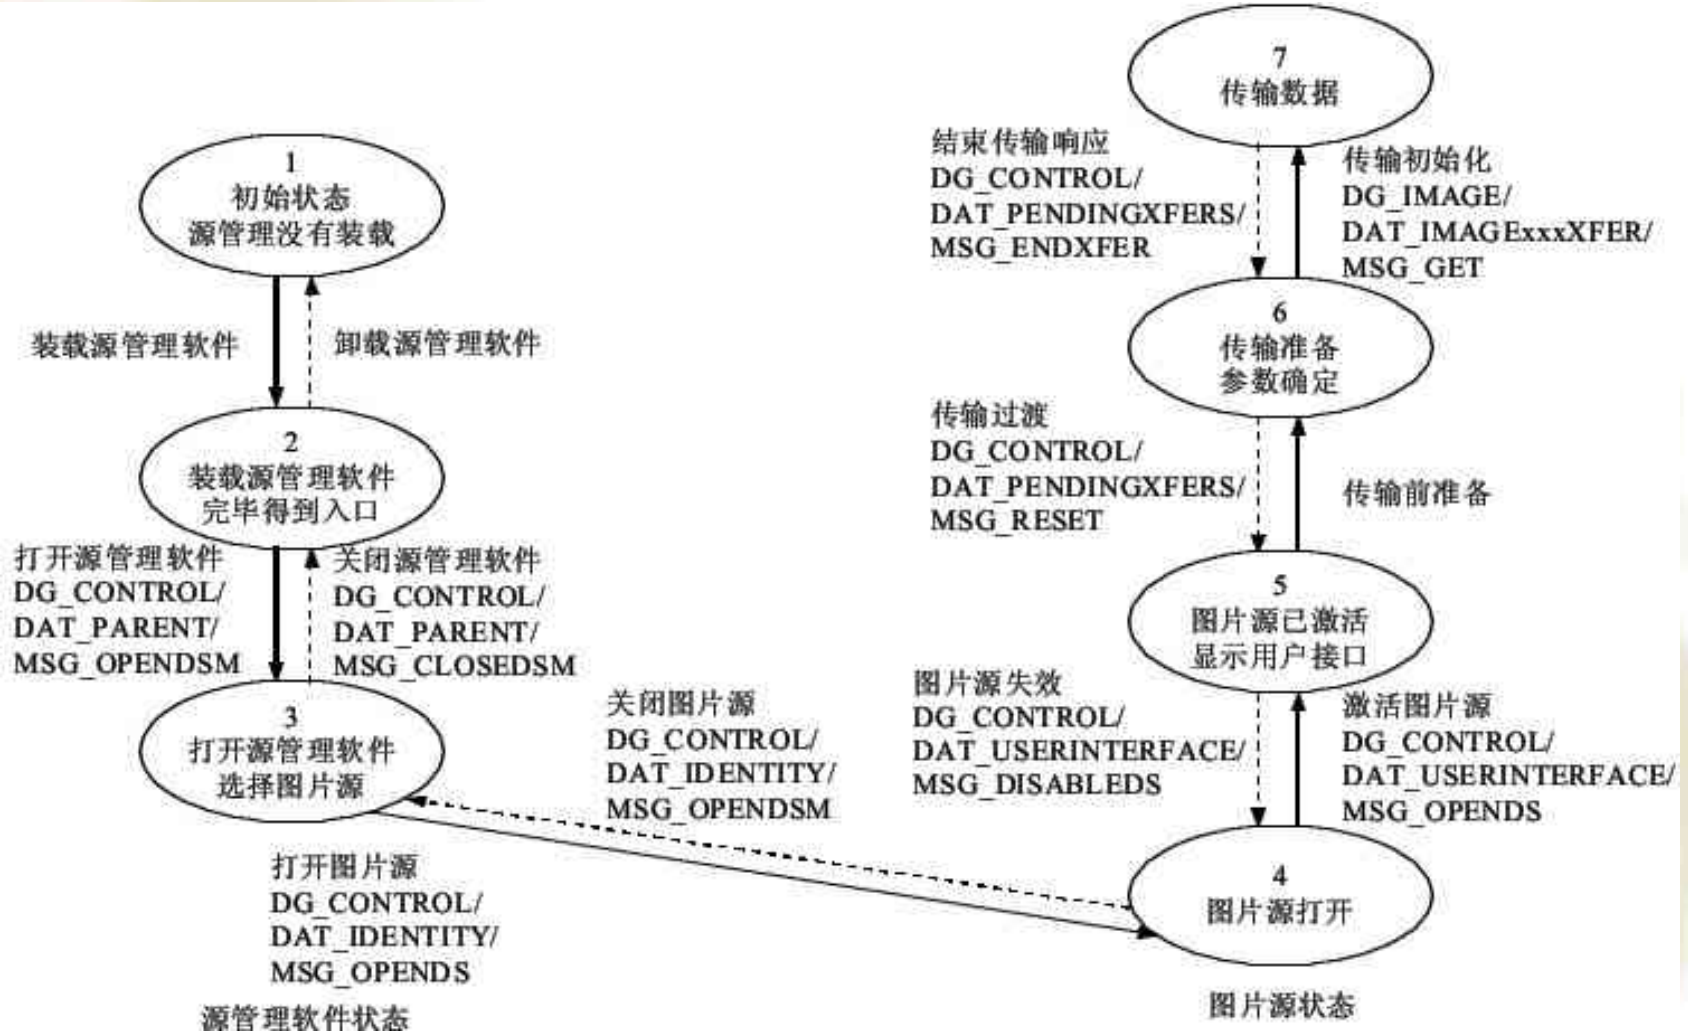 1
初始状态
源管理没有装载
装载源管理软件
卸载源管理软件
2
装载源管理软件
完毕得到入口
打开源管理软件
DG_CONTROL/
DAT_PARENT/
MSG_OPENDSM
关闭源管理软件
DG_CONTROL/
DAT_PARENT/
MSG_CLOSEDSM
3
打开源管理软件
选择图片源
打开图片源
DG_CONTROL/
DAT_IDENTITY/
MSG_OPENDS
源管理软件状态
关闭图片源
DG_CONTROL/
DAT_IDENTITY/
MSG_OPENDSM
7
传输数据
结束传输响应
DG_CONTROL/
DAT_PENDINGXFERS/
MSG_ENDXFER
传输初始化
DG_IMAGE/
DAT_IMAGExxxXFER/
MSG_GET
6
传输准备
参数确定
传输过渡
DG_CONTROL/
DAT_PENDINGXFERS/
MSG_RESET
传输前准备
5
图片源已激活
显示用户接口
图片源失效
DG_CONTROL/
DAT_USERINTERFACE/
MSG_DISABLEDS
激活图片源
DG_CONTROL/
DAT_USERINTERFACE/
MSG_OPENDS
4
图片源打开
图片源状态